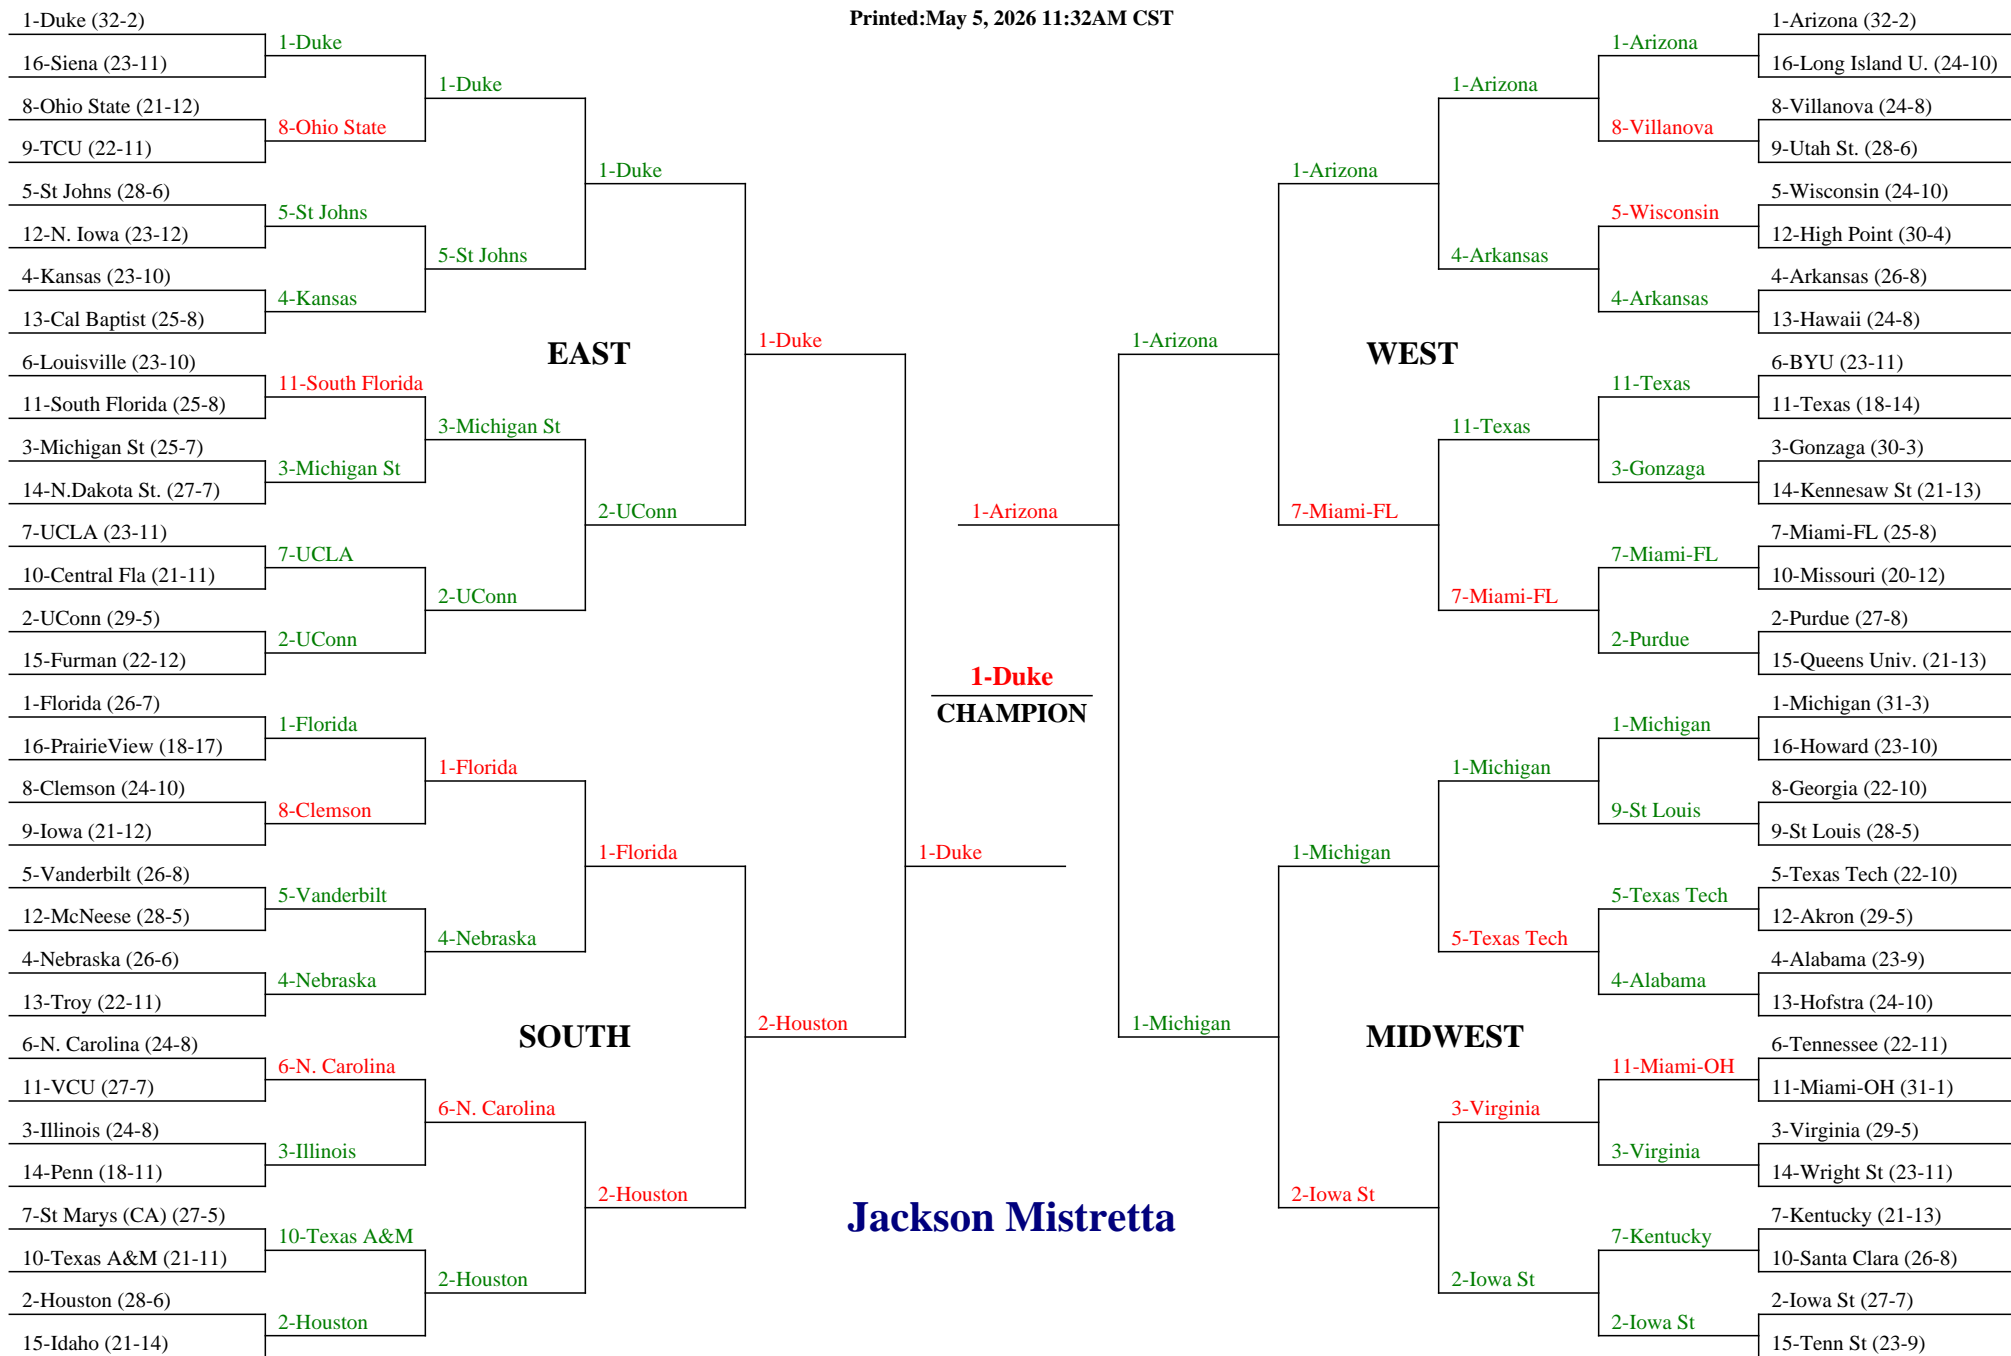 Printed:May 5, 2026 11:32AM CST
1-Duke (32-2)
16-Siena (23-11)
8-Ohio State (21-12)
9-TCU (22-11)
5-St Johns (28-6)
12-N. Iowa (23-12)
4-Kansas (23-10)
13-Cal Baptist (25-8)
6-Louisville (23-10)
11-South Florida (25-8)
3-Michigan St (25-7)
14-N.Dakota St. (27-7)
7-UCLA (23-11)
10-Central Fla (21-11)
2-UConn (29-5)
15-Furman (22-12)
1-Florida (26-7)
16-PrairieView (18-17)
8-Clemson (24-10)
9-Iowa (21-12)
5-Vanderbilt (26-8)
12-McNeese (28-5)
4-Nebraska (26-6)
13-Troy (22-11)
6-N. Carolina (24-8)
11-VCU (27-7)
3-Illinois (24-8)
14-Penn (18-11)
7-St Marys (CA) (27-5)
10-Texas A&M (21-11)
2-Houston (28-6)
15-Idaho (21-14)
1-Duke
8-Ohio State
5-St Johns
4-Kansas
11-South Florida
3-Michigan St
7-UCLA
2-UConn
1-Florida
8-Clemson
5-Vanderbilt
4-Nebraska
6-N. Carolina
3-Illinois
10-Texas A&M
2-Houston
1-Duke
5-St Johns
3-Michigan St
2-UConn
1-Florida
4-Nebraska
6-N. Carolina
2-Houston
EAST
SOUTH
1-Duke
2-UConn
1-Florida
2-Houston
1-Duke
2-Houston
1-Duke
1-Duke
CHAMPION
Jackson Mistretta
1-Arizona
1-Arizona
1-Michigan
1-Arizona
7-Miami-FL
1-Michigan
2-Iowa St
WEST
MIDWEST
1-Arizona
4-Arkansas
11-Texas
7-Miami-FL
1-Michigan
5-Texas Tech
3-Virginia
2-Iowa St
1-Arizona
8-Villanova
5-Wisconsin
4-Arkansas
11-Texas
3-Gonzaga
7-Miami-FL
2-Purdue
1-Michigan
9-St Louis
5-Texas Tech
4-Alabama
11-Miami-OH
3-Virginia
7-Kentucky
2-Iowa St
1-Arizona (32-2)
16-Long Island U. (24-10)
8-Villanova (24-8)
9-Utah St. (28-6)
5-Wisconsin (24-10)
12-High Point (30-4)
4-Arkansas (26-8)
13-Hawaii (24-8)
6-BYU (23-11)
11-Texas (18-14)
3-Gonzaga (30-3)
14-Kennesaw St (21-13)
7-Miami-FL (25-8)
10-Missouri (20-12)
2-Purdue (27-8)
15-Queens Univ. (21-13)
1-Michigan (31-3)
16-Howard (23-10)
8-Georgia (22-10)
9-St Louis (28-5)
5-Texas Tech (22-10)
12-Akron (29-5)
4-Alabama (23-9)
13-Hofstra (24-10)
6-Tennessee (22-11)
11-Miami-OH (31-1)
3-Virginia (29-5)
14-Wright St (23-11)
7-Kentucky (21-13)
10-Santa Clara (26-8)
2-Iowa St (27-7)
15-Tenn St (23-9)